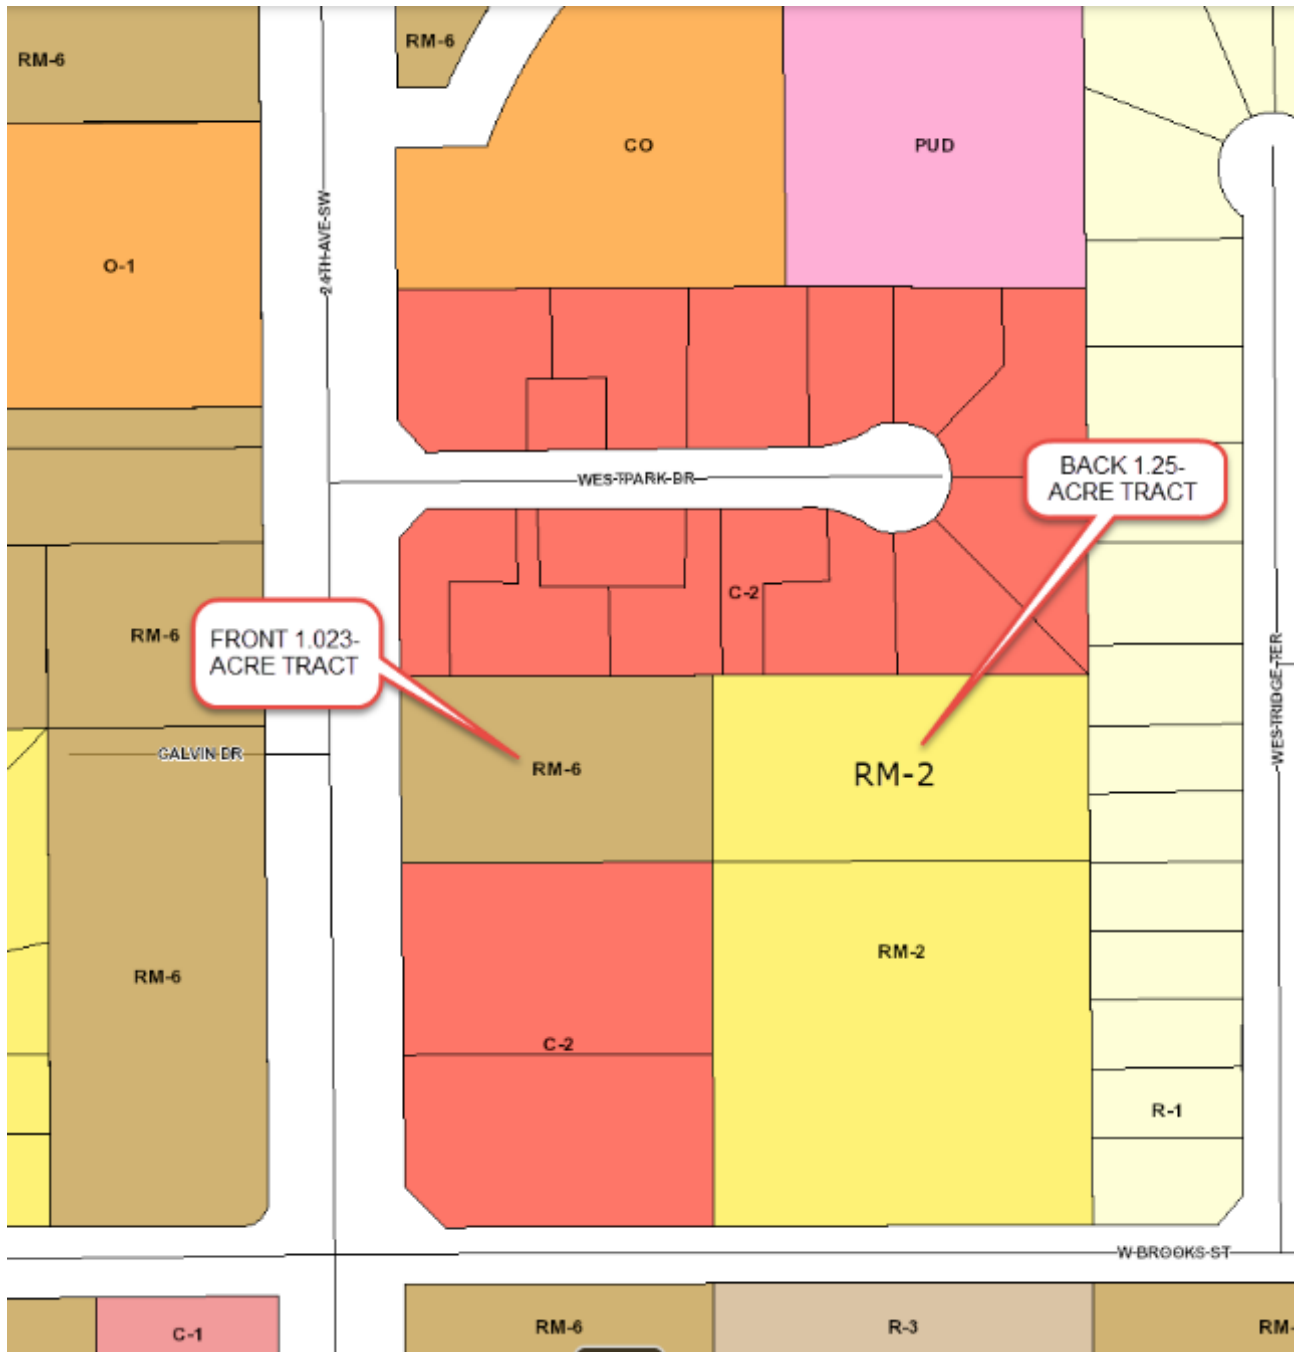 RM-6
RM-6
CO
PUD
O-1
24TH-AVE-SW
WESTPARK-DR
BACK 1.25-
ACRE TRACT
C-2
FRONT 1.023-
ACRE TRACT
RM-6
GALVIN DR
RM-6
RM-2
WESTRIDGE-TER
RM-6
RM-2
C-2
R-1
W-BROOKS-ST
C-1
RM-6
R-3
RM-